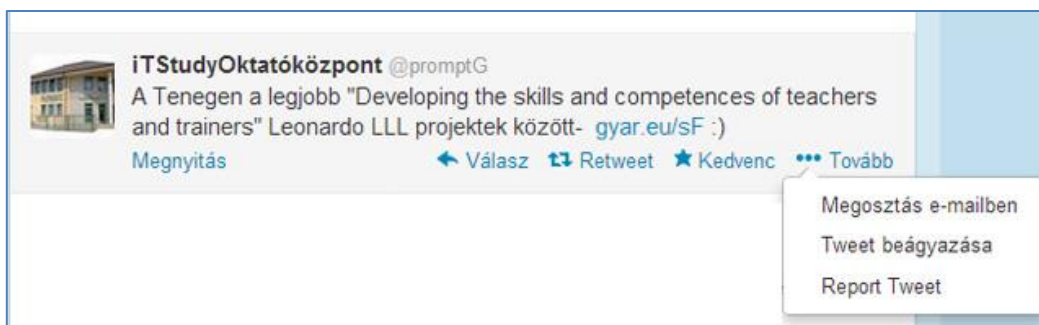 iTStudyOktatóközpont @promptG
A Tenegen a legjobb "Developing the skills and competences of teachers
and trainers" Leonardo LLL projektek között- gyar.eu/sF :)
Megnyitás Válasz Retweet Kedvenc Tovább
Megosztás e-mailben
Tweet beágyazása
Report Tweet